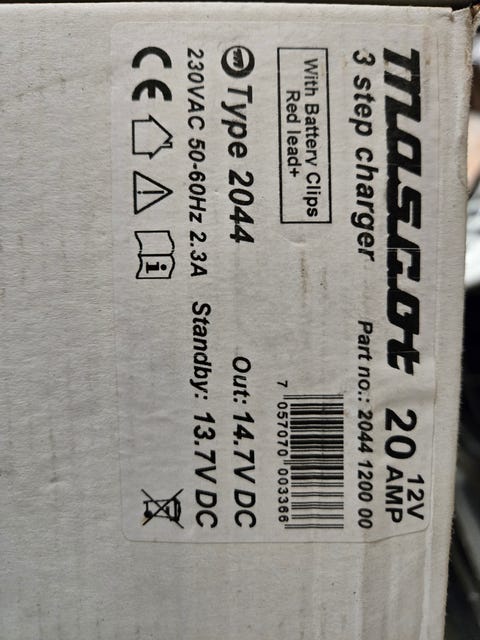 mascot 12V 20 AMP
3 step charger Part no.: 2044 1200 00
With Battery Clips
Red lead+
7 057070 003366
Type 2044 Out: 14.7V DC
230VAC 50-60Hz 2.3A Standby: 13.7V DC
CE
i